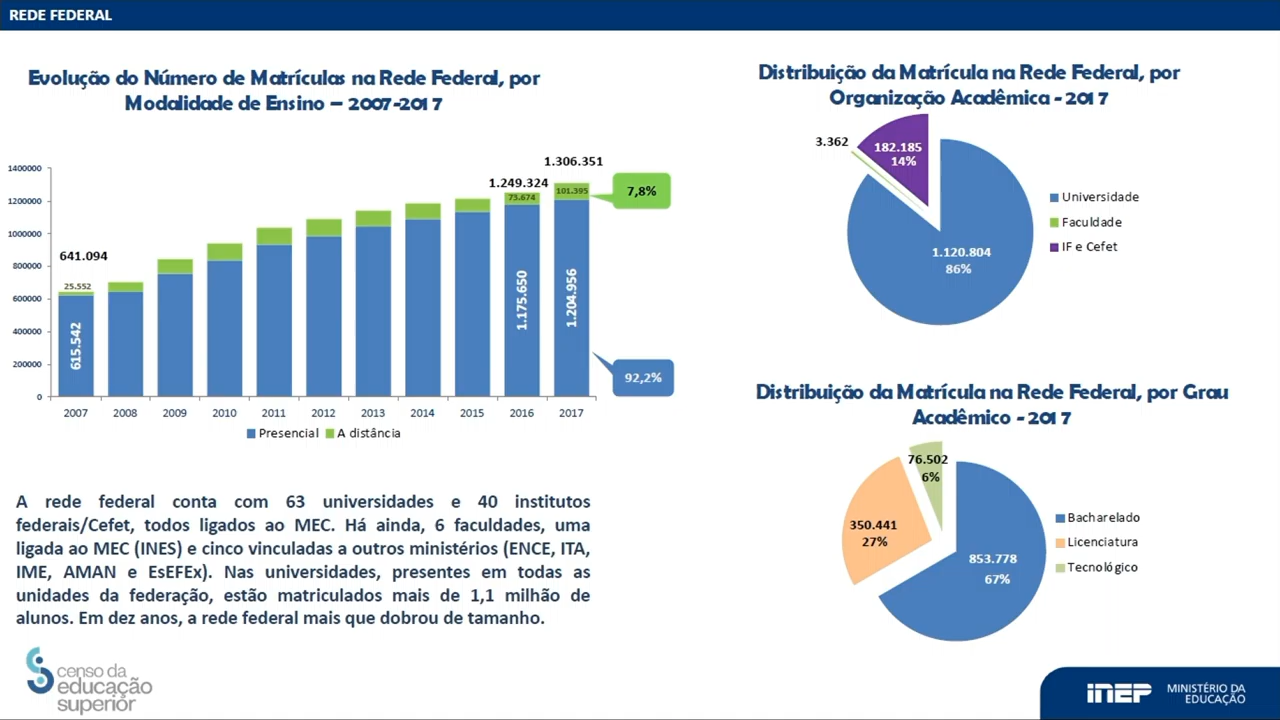 REDE FEDERAL
Evolução do Número de Matrículas na Rede Federal, por
Modalidade de Ensino – 2007-2017
1400000
1200000
1000000
800000
600000
400000
200000
0
641.094
25.552
615.542
1.249.324
73.674
1.175.650
1.306.351
101.395
1.204.956
7,8%
92,2%
2007 2008 2009 2010 2011 2012 2013 2014 2015 2016 2017
Presencial A distância
A rede federal conta com 63 universidades e 40 institutos
federais/Cefet, todos ligados ao MEC. Há ainda, 6 faculdades, uma
ligada ao MEC (INES) e cinco vinculadas a outros ministérios (ENCE, ITA,
IME, AMAN e EsEFEx). Nas universidades, presentes em todas as
unidades da federação, estão matriculados mais de 1,1 milhão de
alunos. Em dez anos, a rede federal mais que dobrou de tamanho.
censo da
educação
superior
Distribuição da Matrícula na Rede Federal, por
Organização Acadêmica - 2017
3.362
182.185
14%
1.120.804
86%
Universidade
Faculdade
IF e Cefet
Distribuição da Matrícula na Rede Federal, por Grau
Acadêmico - 2017
76.502
6%
350.441
27%
853.778
67%
Bacharelado
Licenciatura
Tecnológico
INEP
MINISTÉRIO DA
EDUCAÇÃO